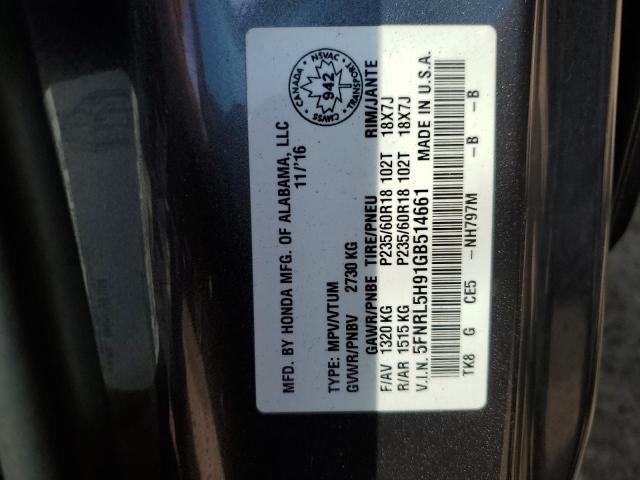 MFD. BY HONDA MFG. OF ALABAMA, LLC
11/'16
TYPE: MPV/VTUM
GVWR/PNBV 2730 KG
GAWR/PNBE TIRE/PNEU RIM/JANTE
F/AV 1320 KG P235/60R18 102T 18X7J
R/AR 1515 KG P235/60R18 102T 18X7J
V.I.N. 5FNRL5H91GB514661 MADE IN U.S.A.
TK8 G CE5 -NH797M -B -B
CANADA NSVAC
942
CMVSS TRANSPORT